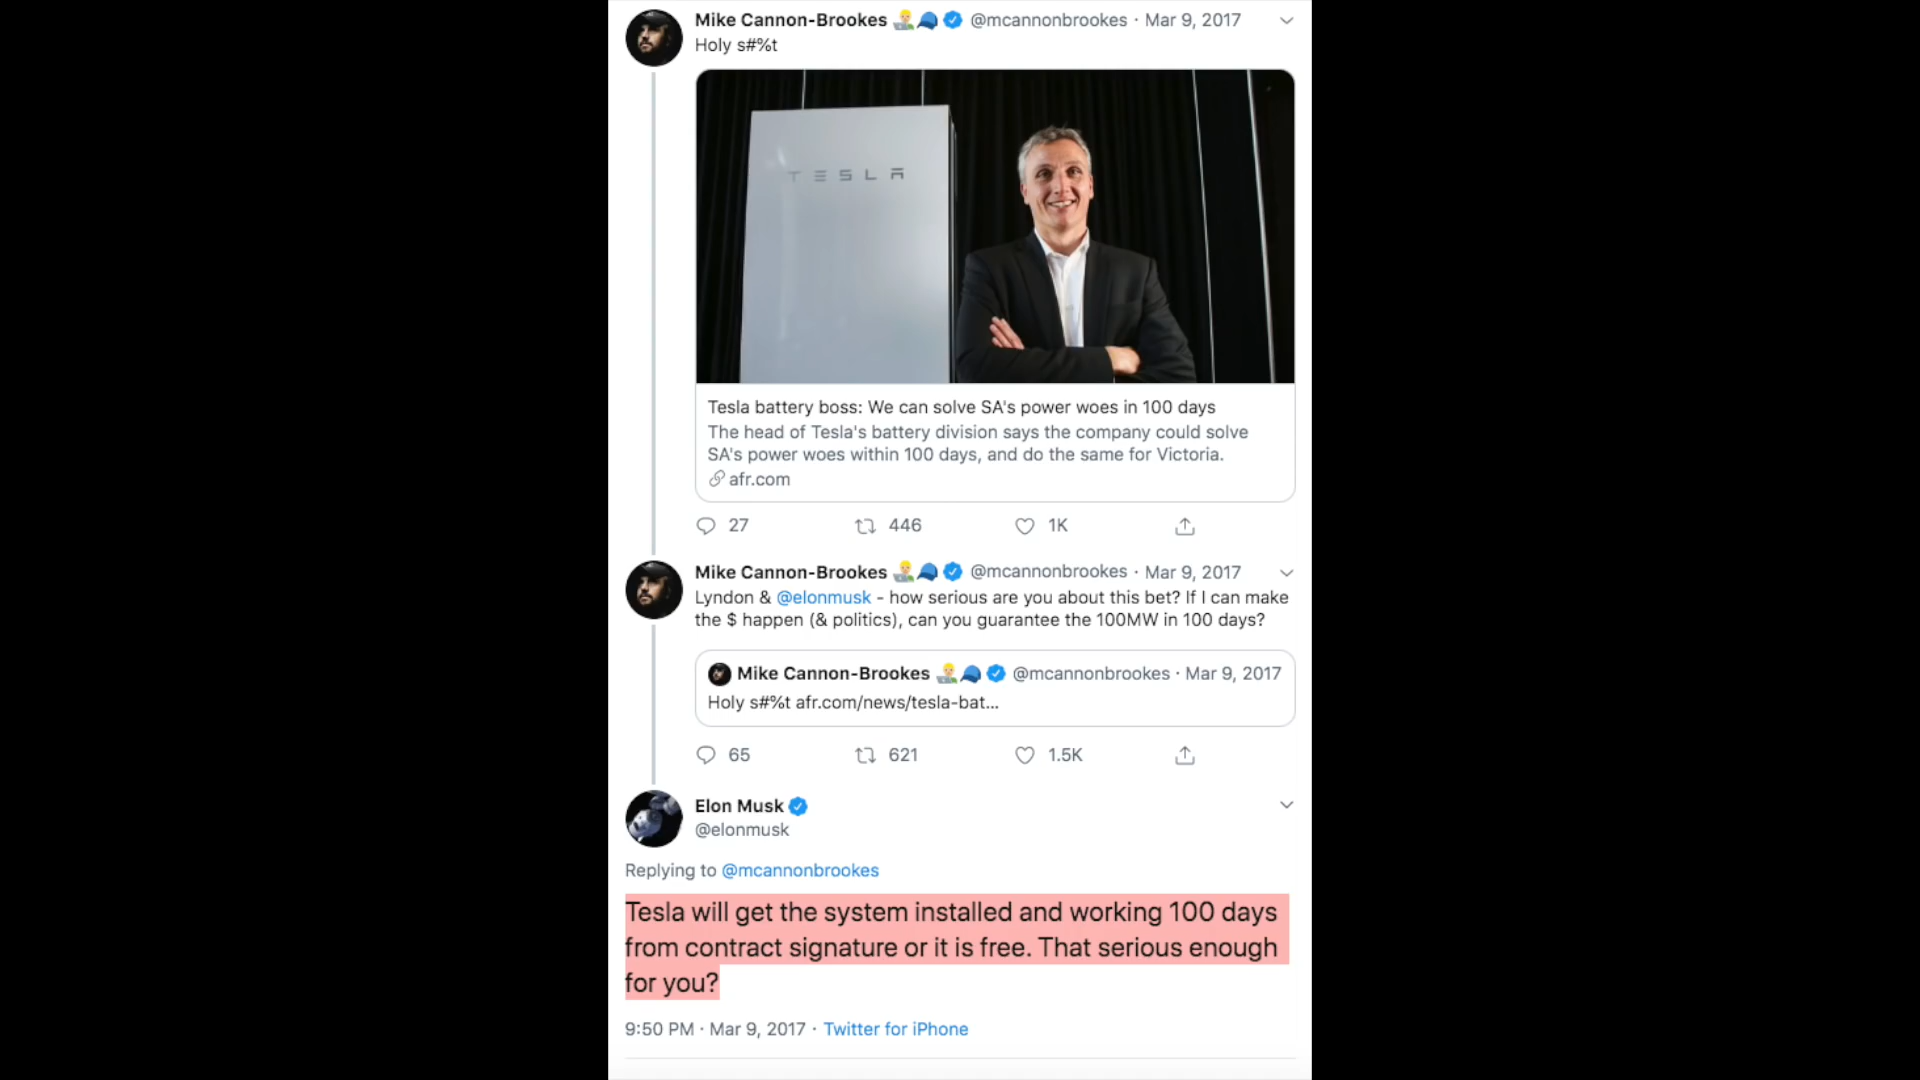 Mike Cannon-Brookes 👨🏼‍💻🧢 @mcannonbrookes · Mar 9, 2017
Holy s#%t
TESLA
Tesla battery boss: We can solve SA's power woes in 100 days
The head of Tesla's battery division says the company could solve
SA's power woes within 100 days, and do the same for Victoria.
afr.com
27 446 1K
Mike Cannon-Brookes 👨🏼‍💻🧢 @mcannonbrookes · Mar 9, 2017
Lyndon & @elonmusk - how serious are you about this bet? If I can make
the $ happen (& politics), can you guarantee the 100MW in 100 days?
Mike Cannon-Brookes 👨🏼‍💻🧢 @mcannonbrookes · Mar 9, 2017
Holy s#%t afr.com/news/tesla-bat...
65 621 1.5K
Elon Musk
@elonmusk
Replying to @mcannonbrookes
Tesla will get the system installed and working 100 days
from contract signature or it is free. That serious enough
for you?
9:50 PM · Mar 9, 2017 · Twitter for iPhone